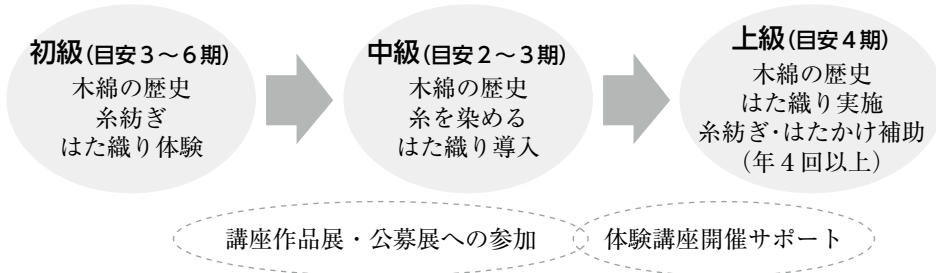 初級(目安3～6期)
木綿の歴史
糸紡ぎ
はた織り体験
中級(目安2～3期)
木綿の歴史
糸を染める
はた織り導入
上級(目安4期)
木綿の歴史
はた織り実施
糸紡ぎ・はたかけ補助
(年4回以上)
講座作品展・公募展への参加
体験講座開催サポート